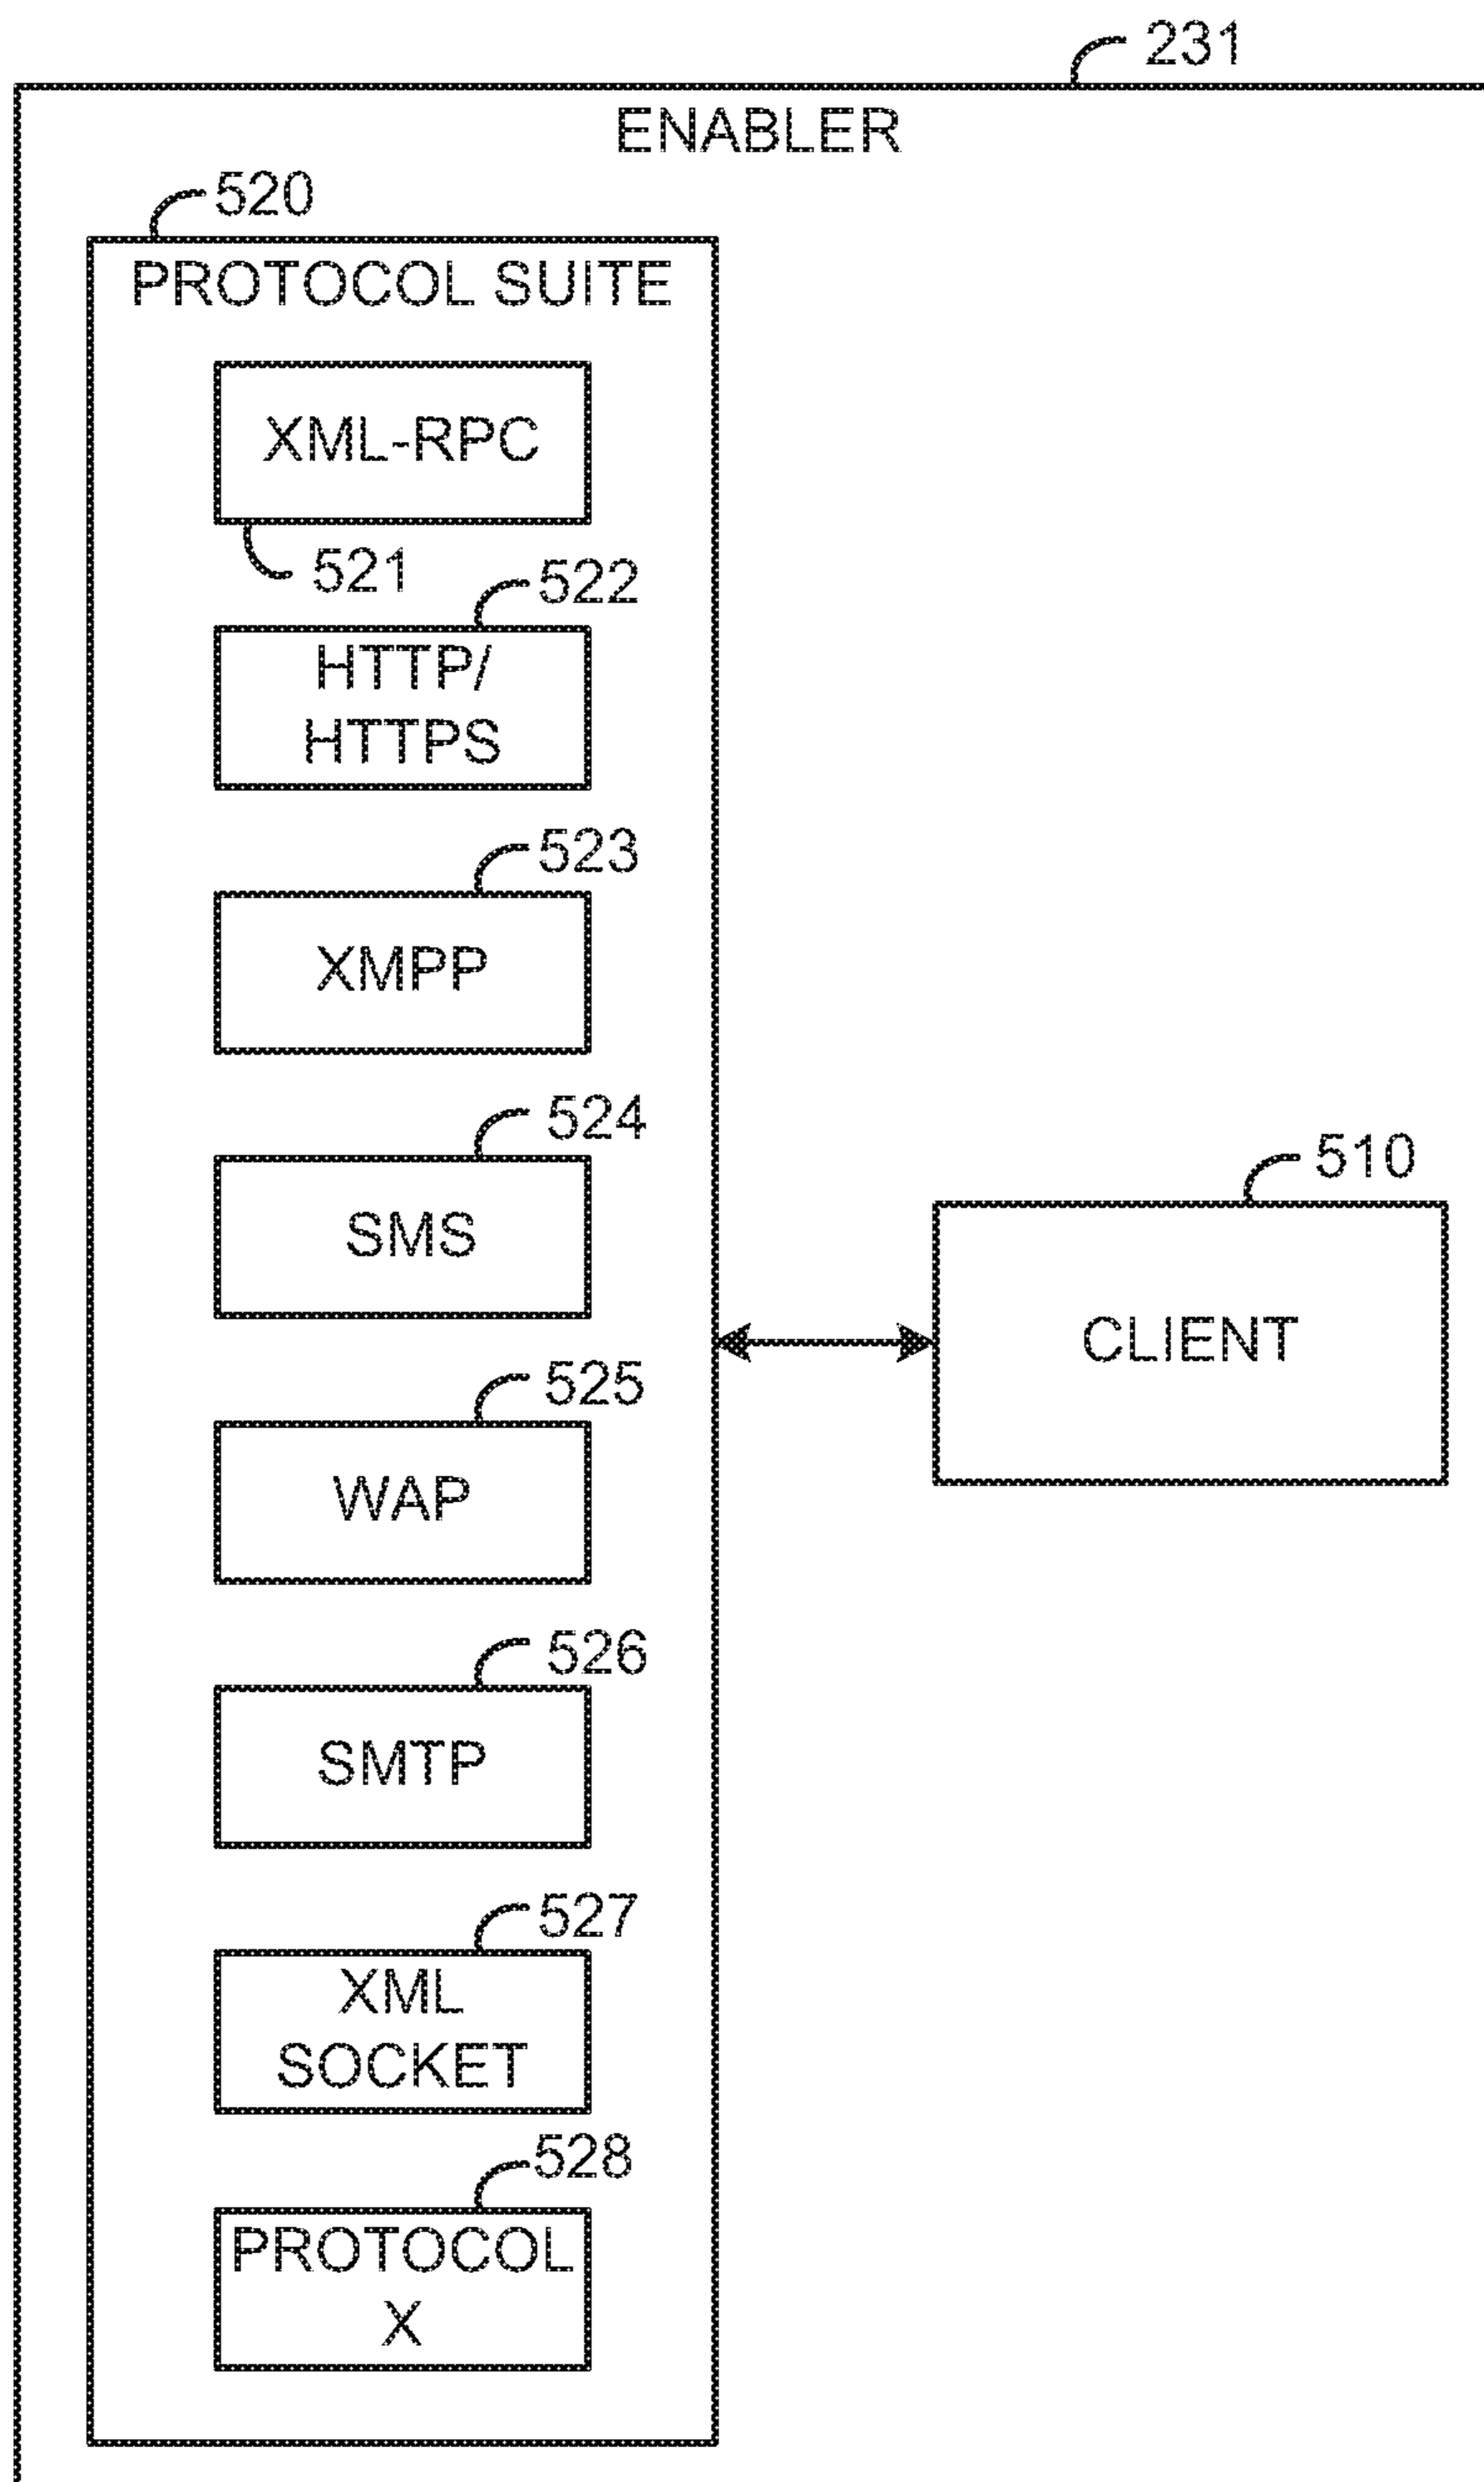 231
ENABLER
520
PROTOCOL SUITE
XML-RPC
521
522
HTTP/
HTTPS
523
XMPP
524
SMS
510
CLIENT
525
WAP
526
SMTP
527
XML
SOCKET
528
PROTOCOL
X